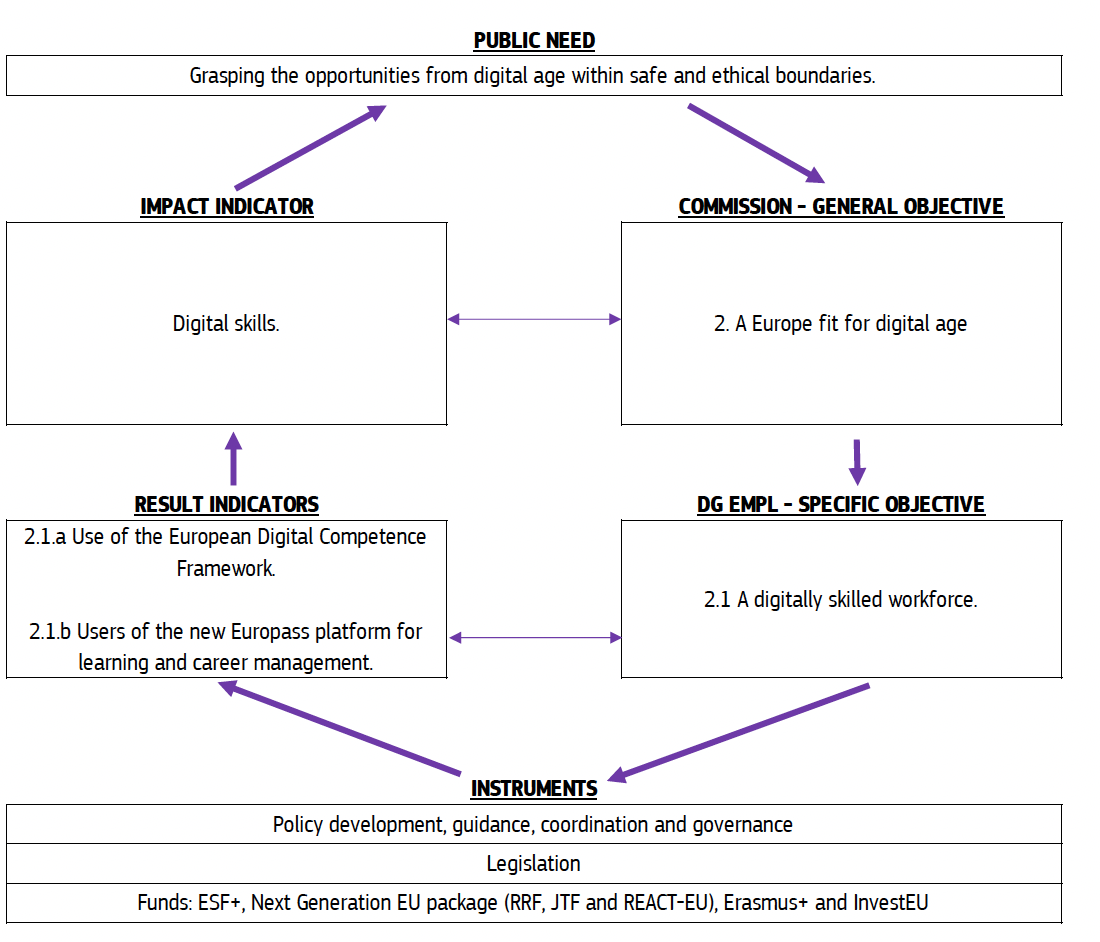 PUBLIC NEED
Grasping the opportunities from digital age within safe and ethical boundaries.
IMPACT INDICATOR
Digital skills.
COMMISSION – GENERAL OBJECTIVE
2. A Europe fit for digital age
RESULT INDICATORS
2.1.a Use of the European Digital Competence
Framework.
2.1.b Users of the new Europass platform for
learning and career management.
DG EMPL – SPECIFIC OBJECTIVE
2.1 A digitally skilled workforce.
INSTRUMENTS
Policy development, guidance, coordination and governance
Legislation
Funds: ESF+, Next Generation EU package (RRF, JTF and REACT-EU), Erasmus+ and InvestEU